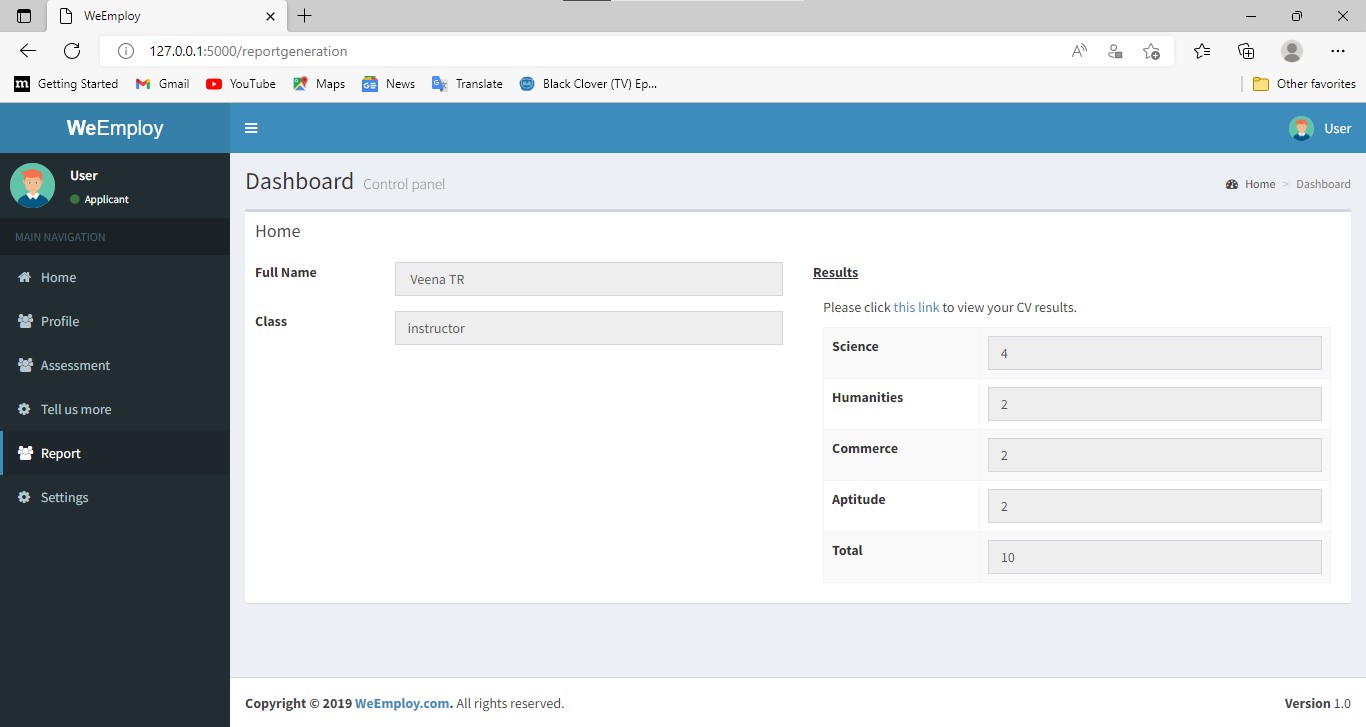 WeEmploy
127.0.0.1:5000/reportgeneration
Getting Started Gmail YouTube Maps News Translate Black Clover (TV) Ep... Other favorites
WeEmploy
User
User
Applicant
MAIN NAVIGATION
Home
Profile
Assessment
Tell us more
Report
Settings
Dashboard Control panel
Home > Dashboard
Home
Full Name Veena TR
Class instructor
Results
Please click this link to view your CV results.
Science 4
Humanities 2
Commerce 2
Aptitude 2
Total 10
Copyright © 2019 WeEmploy.com. All rights reserved.
Version 1.0